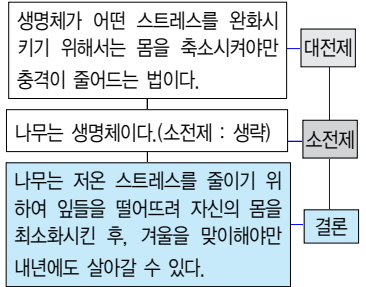 생명체가 어떤 스트레스를 완화시
키기 위해서는 몸을 축소시켜야만
충격이 줄어드는 법이다.
대전제
나무는 생명체이다.(소전제 : 생략)
소전제
나무는 저온 스트레스를 줄이기 위
하여 잎들을 떨어뜨려 자신의 몸을
최소화시킨 후, 겨울을 맞이해야만
내년에도 살아갈 수 있다.
결론